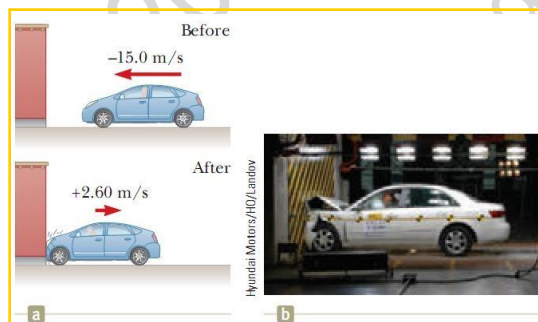 Before
–15.0 m/s
After
+2.60 m/s
Hyundai Motors/HO/Landov
a
b